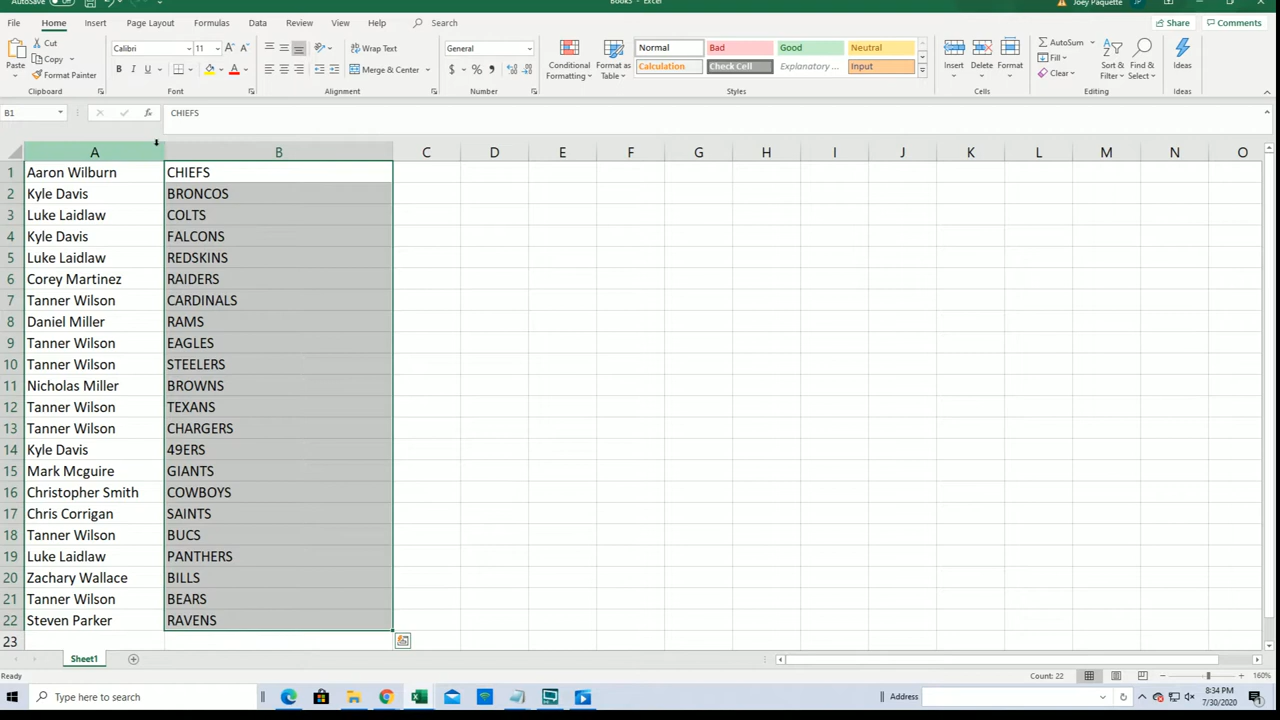 AutoSave Off Book5 - Excel Joey Paquette JP
File Home Insert Page Layout Formulas Data Review View Help Search Share Comments
Cut Calibri 11 Wrap Text General Normal Bad Good Neutral AutoSum
Copy Fill
Paste Format Painter Merge & Center Conditional Formatting Format as Table Calculation Check Cell Explanatory ... Input Insert Delete Format Clear Sort & Filter Find & Select Ideas
Clipboard Font Alignment Number Styles Cells Editing Ideas
B1 CHIEFS
A B C D E F G H I J K L M N O
1 Aaron Wilburn CHIEFS
2 Kyle Davis BRONCOS
3 Luke Laidlaw COLTS
4 Kyle Davis FALCONS
5 Luke Laidlaw REDSKINS
6 Corey Martinez RAIDERS
7 Tanner Wilson CARDINALS
8 Daniel Miller RAMS
9 Tanner Wilson EAGLES
10 Tanner Wilson STEELERS
11 Nicholas Miller BROWNS
12 Tanner Wilson TEXANS
13 Tanner Wilson CHARGERS
14 Kyle Davis 49ERS
15 Mark Mcguire GIANTS
16 Christopher Smith COWBOYS
17 Chris Corrigan SAINTS
18 Tanner Wilson BUCS
19 Luke Laidlaw PANTHERS
20 Zachary Wallace BILLS
21 Tanner Wilson BEARS
22 Steven Parker RAVENS
23
Sheet1
Ready Count: 22 160%
Type here to search Address 8:34 PM
7/30/2020